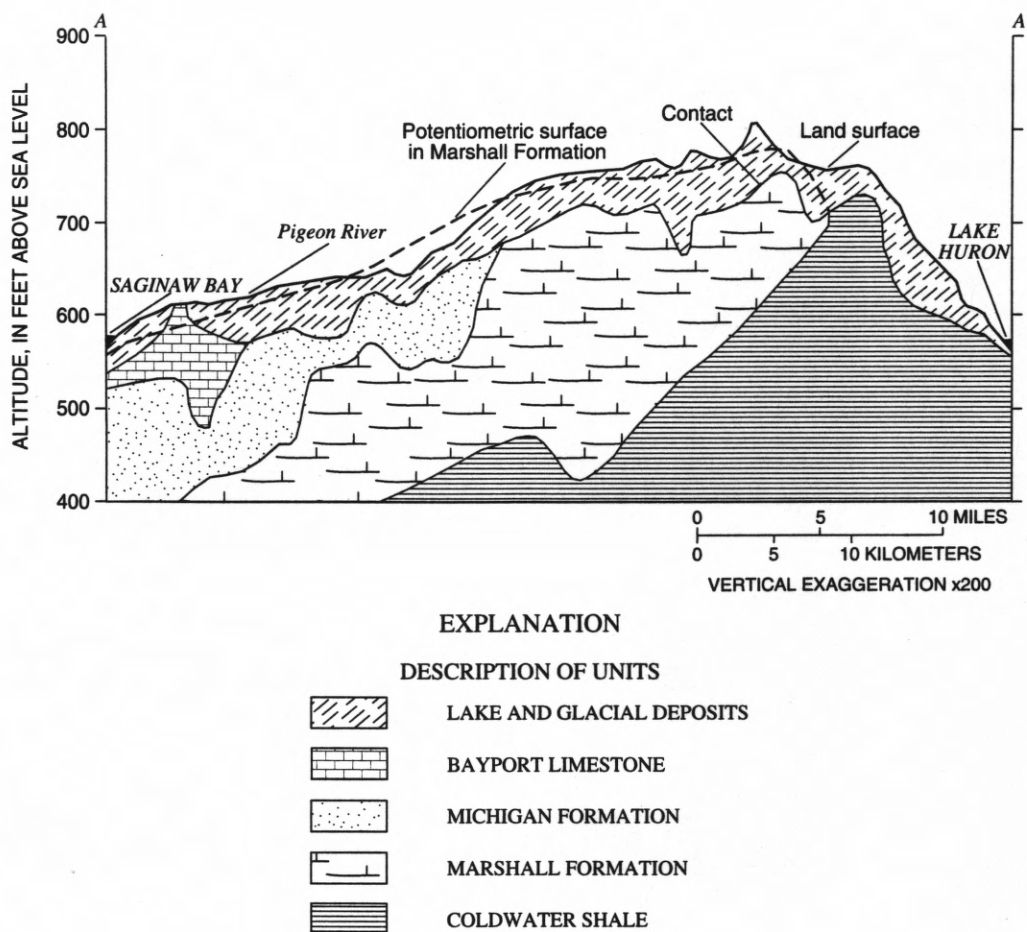 A
A
900
800
700
600
500
400
ALTITUDE, IN FEET ABOVE SEA LEVEL
Contact
Potentiometric surface
in Marshall Formation
Land surface
Pigeon River
LAKE
HURON
SAGINAW BAY
0 5 10 MILES
0 5 10 KILOMETERS
VERTICAL EXAGGERATION x200
EXPLANATION
DESCRIPTION OF UNITS
LAKE AND GLACIAL DEPOSITS
BAYPORT LIMESTONE
MICHIGAN FORMATION
MARSHALL FORMATION
COLDWATER SHALE